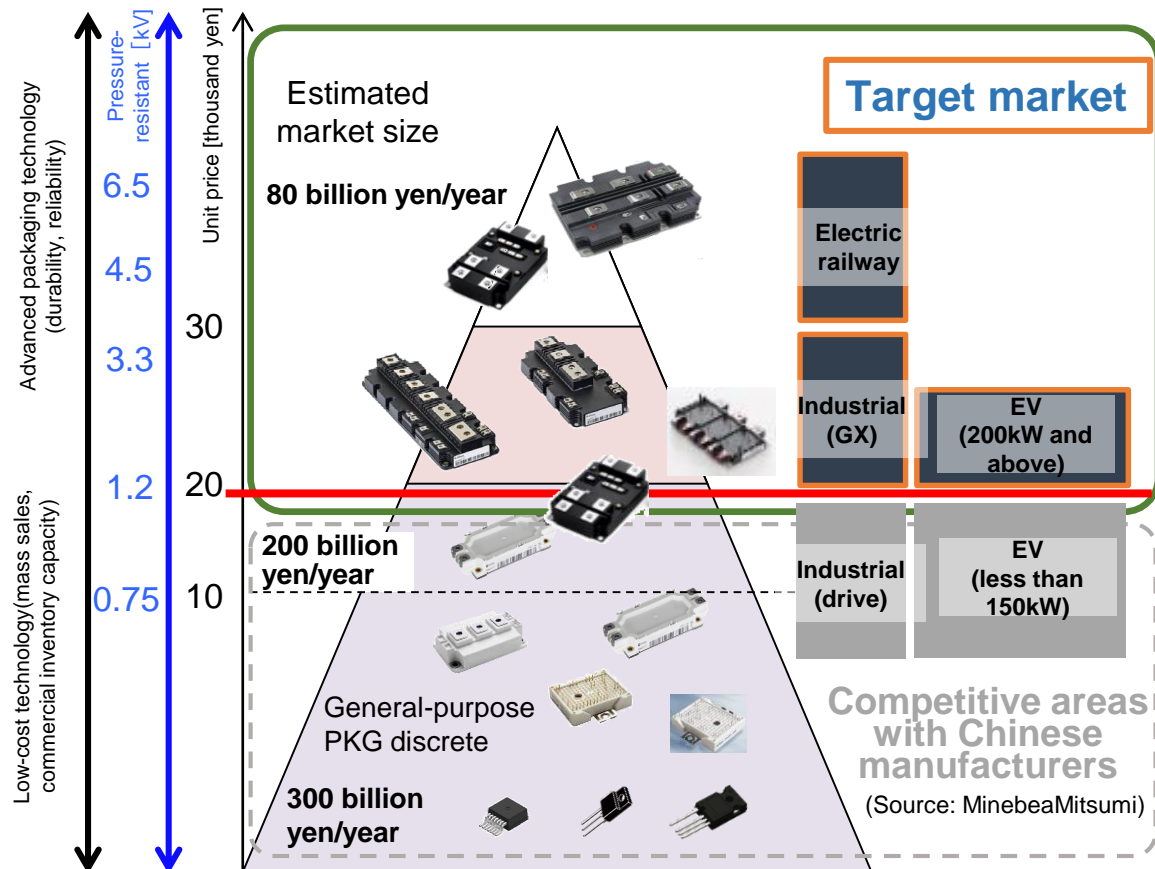 Advanced packaging technology
(durability, reliability)
Low-cost technology(mass sales,
commercial inventory capacity)
Pressure-
resistant [kV]
6.5
4.5
3.3
1.2
0.75
Unit price [thousand yen]
30
20
10
Estimated
market size
80 billion yen/year
200 billion
yen/year
General-purpose
PKG discrete
300 billion
yen/year
Target market
Electric
railway
Industrial
(GX)
EV
(200kW and
above)
Industrial
(drive)
EV
(less than
150kW)
Competitive areas
with Chinese
manufacturers
(Source: MinebeaMitsumi)